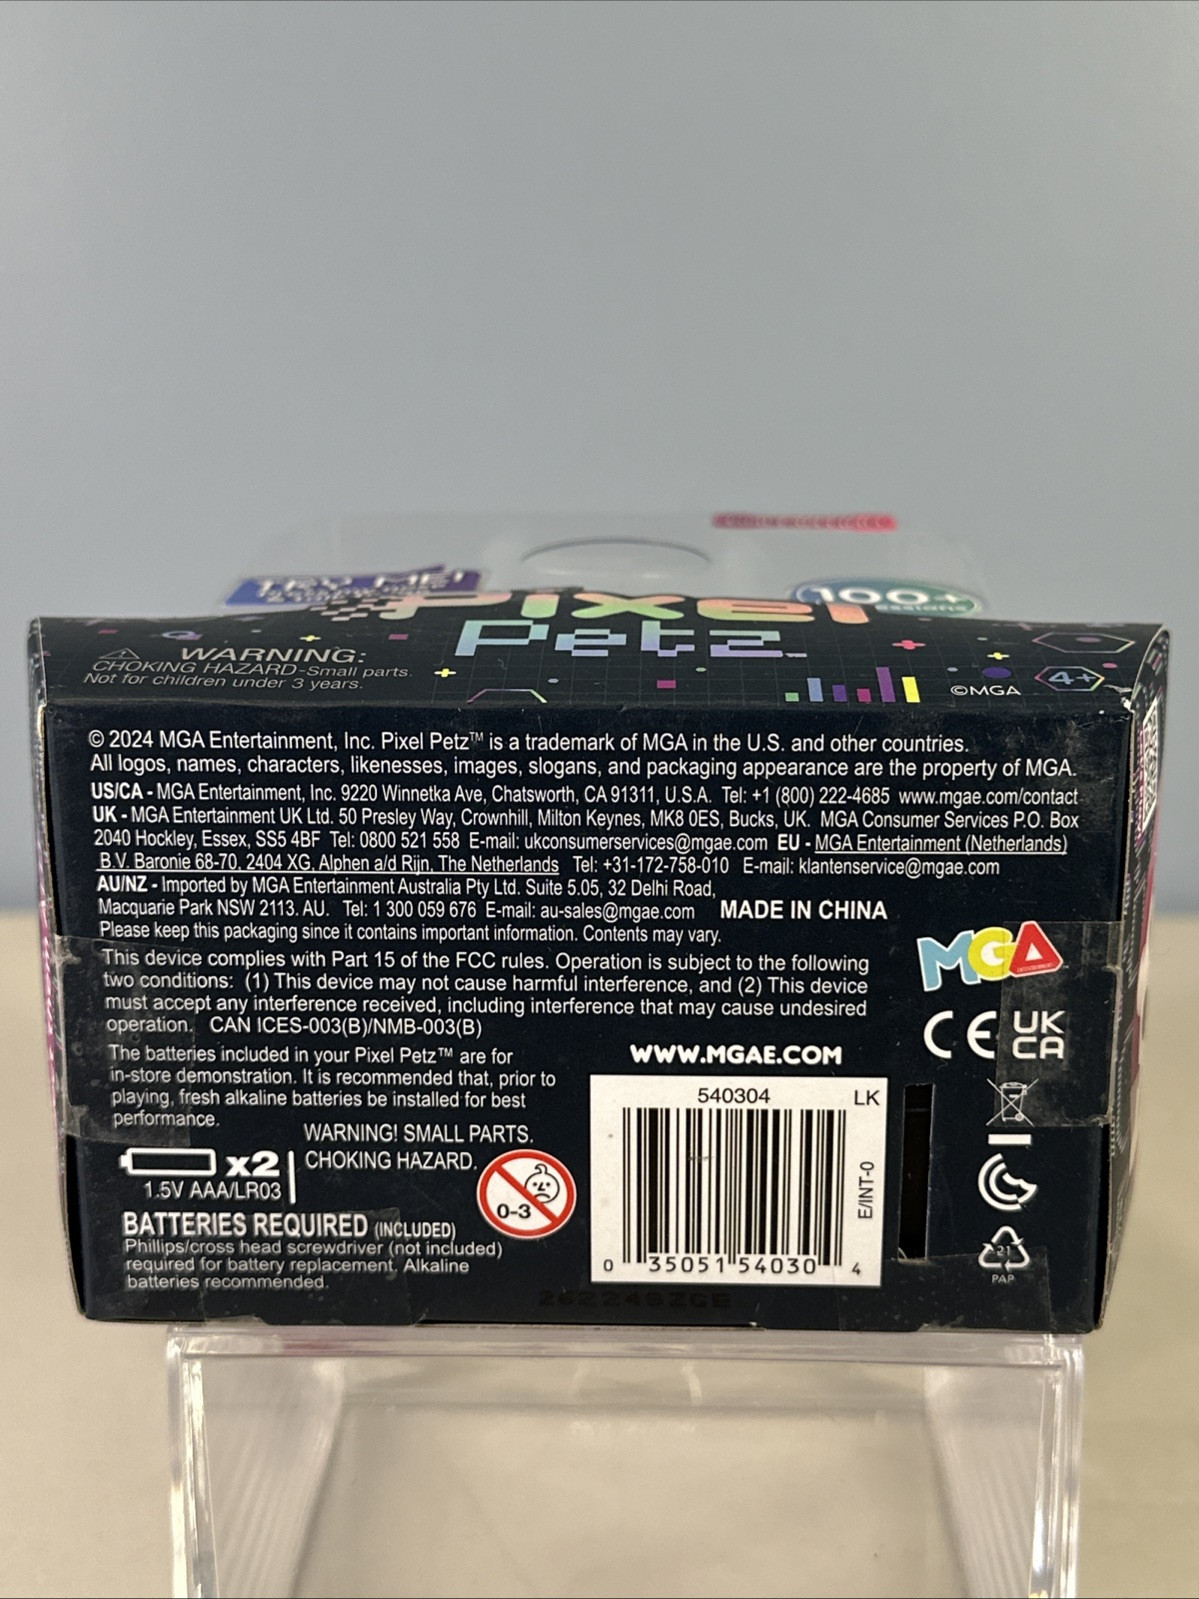 TRY ME!
100+
Pixel
Petz™
⚠ WARNING:
CHOKING HAZARD-Small parts.
Not for children under 3 years.
©MGA
4+
© 2024 MGA Entertainment, Inc. Pixel Petz™ is a trademark of MGA in the U.S. and other countries.
All logos, names, characters, likenesses, images, slogans, and packaging appearance are the property of MGA.
US/CA - MGA Entertainment, Inc. 9220 Winnetka Ave, Chatsworth, CA 91311, U.S.A. Tel: +1 (800) 222-4685 www.mgae.com/contact
UK - MGA Entertainment UK Ltd. 50 Presley Way, Crownhill, Milton Keynes, MK8 0ES, Bucks, UK. MGA Consumer Services P.O. Box
2040 Hockley, Essex, SS5 4BF Tel: 0800 521 558 E-mail: ukconsumerservices@mgae.com EU - MGA Entertainment (Netherlands)
B.V. Baronie 68-70, 2404 XG, Alphen a/d Rijn, The Netherlands Tel: +31-172-758-010 E-mail: klantenservice@mgae.com
AU/NZ - Imported by MGA Entertainment Australia Pty Ltd. Suite 5.05, 32 Delhi Road,
Macquarie Park NSW 2113. AU. Tel: 1 300 059 676 E-mail: au-sales@mgae.com MADE IN CHINA
Please keep this packaging since it contains important information. Contents may vary.
This device complies with Part 15 of the FCC rules. Operation is subject to the following
two conditions: (1) This device may not cause harmful interference, and (2) This device
must accept any interference received, including interference that may cause undesired
operation. CAN ICES-003(B)/NMB-003(B)
MGA
CE UK
CA
The batteries included in your Pixel Petz™ are for
in-store demonstration. It is recommended that, prior to
playing, fresh alkaline batteries be installed for best
performance.
WARNING! SMALL PARTS.
CHOKING HAZARD.
x2
1.5V AAA/LR03
0-3
BATTERIES REQUIRED (INCLUDED)
Phillips/cross head screwdriver (not included)
required for battery replacement. Alkaline
batteries recommended.
WWW.MGAE.COM
540304 LK
E/INT-0
0 35051 54030 4
21
PAP